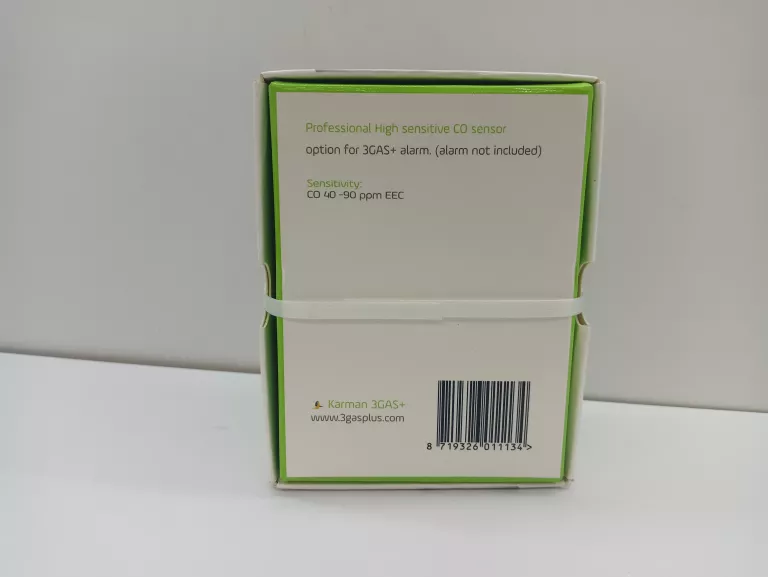 Professional High sensitive CO sensor
option for 3GAS+ alarm. (alarm not included)
Sensitivity:
CO 40 -90 ppm EEC
Karman 3GAS+
www.3gasplus.com
8 719326 011134 >